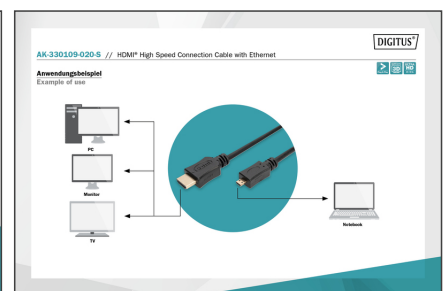 DIGITUS®
AK-330109-020-S // HDMI® High Speed Connection Cable with Ethernet
Anwendungsbeispiel
Example of use
PC
Monitor
TV
Notebook